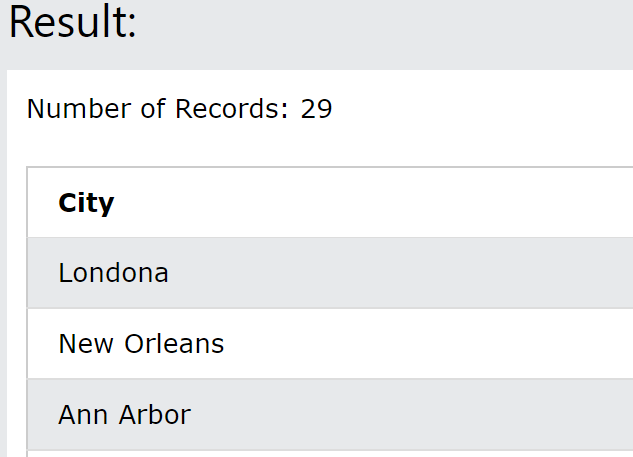 Result:
Number of Records: 29
City
Londona
New Orleans
Ann Arbor